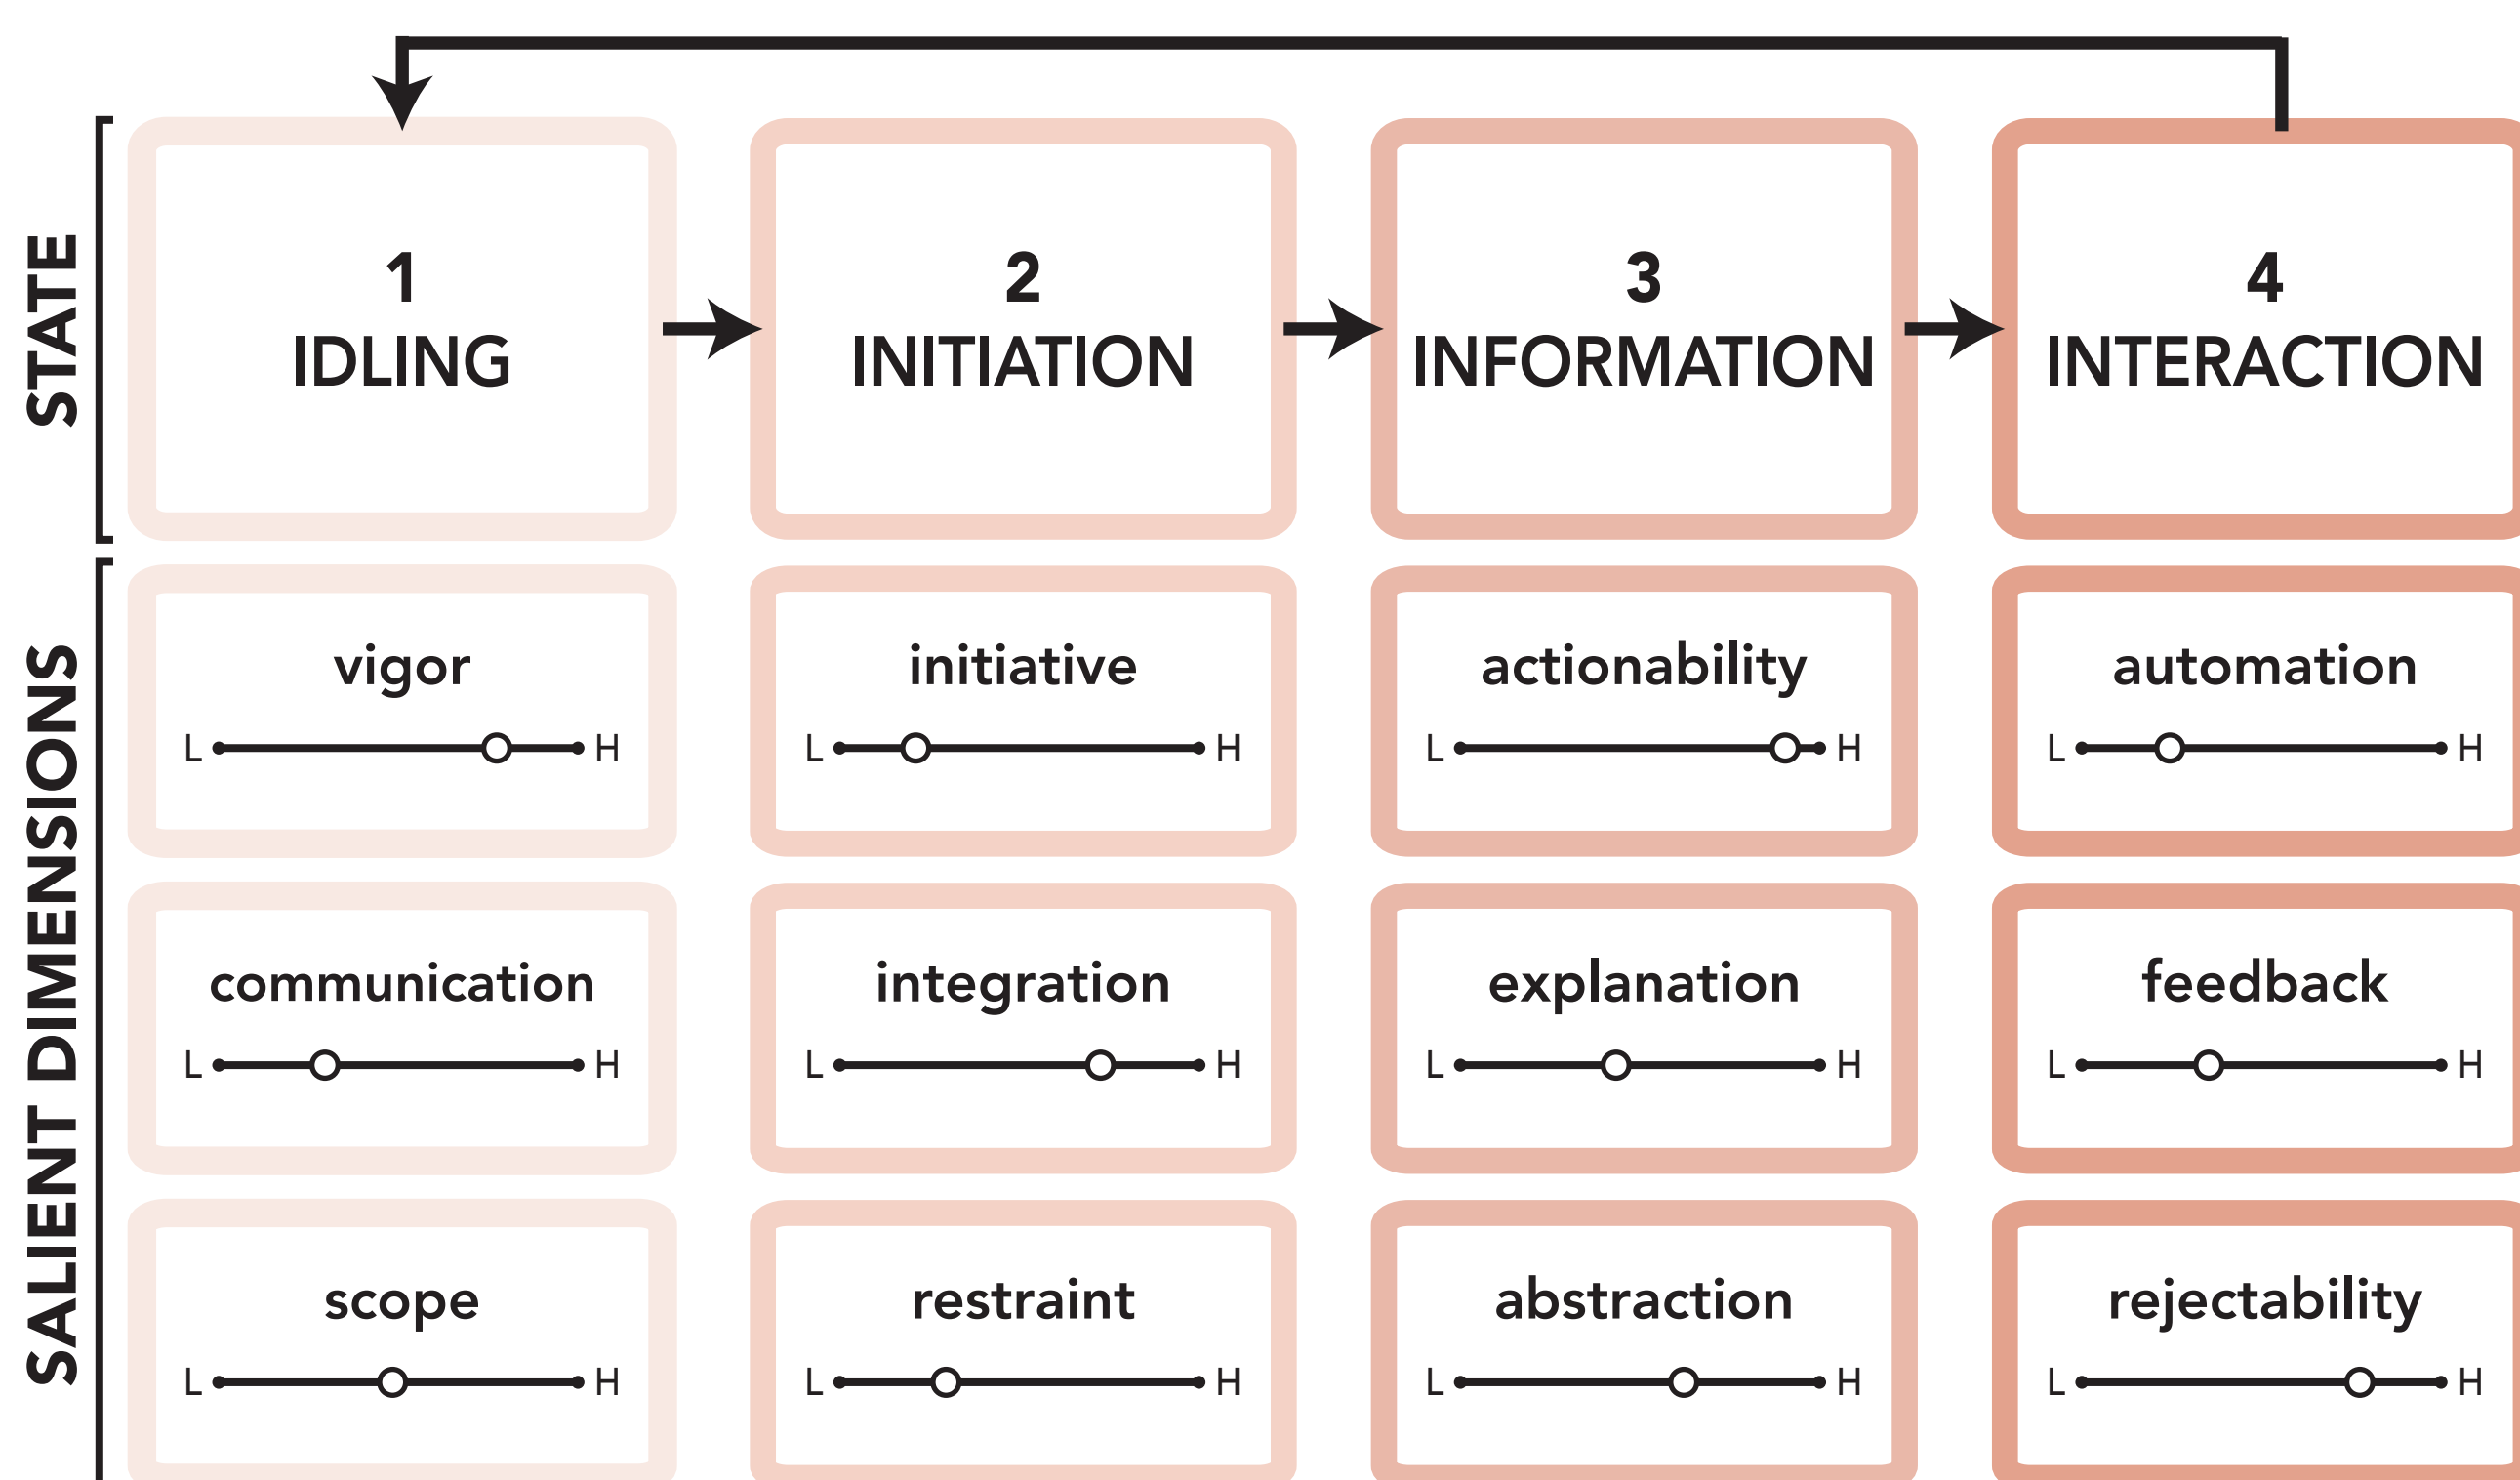 STATE
1
IDLING
2
INITIATION
3
INFORMATION
4
INTERACTION
SALIENT DIMENSIONS
vigor
L H
initiative
L H
actionability
L H
automation
L H
communication
L H
integration
L H
explanation
L H
feedback
L H
scope
L H
restraint
L H
abstraction
L H
rejectability
L H